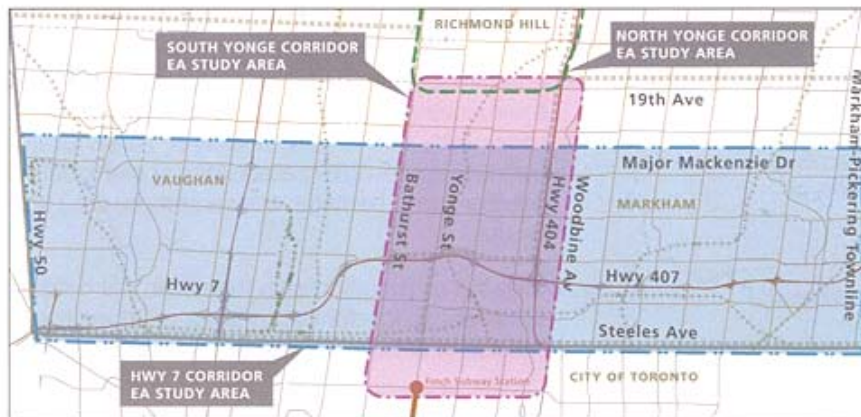 RICHMOND HILL
SOUTH YONGE CORRIDOR
EA STUDY AREA
NORTH YONGE CORRIDOR
EA STUDY AREA
19th Ave
Markham-Pickering Townline
Major Mackenzie Dr
VAUGHAN
MARKHAM
Hwy 50
Bathurst St
Yonge St
Hwy 404
Woodbine Av
Hwy 7
Hwy 407
Steeles Ave
HWY 7 CORRIDOR
EA STUDY AREA
Finch Subway Station
CITY OF TORONTO